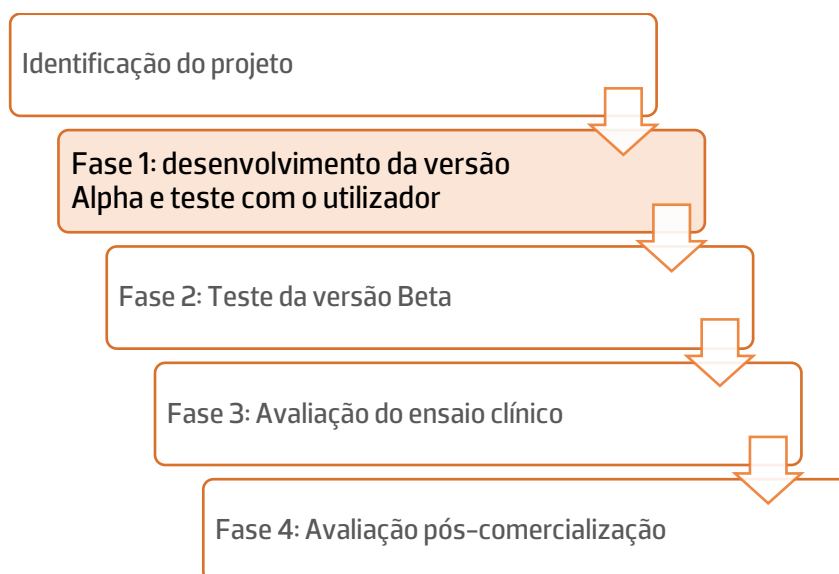 Identificação do projeto
Fase 1: desenvolvimento da versão
Alpha e teste com o utilizador
Fase 2: Teste da versão Beta
Fase 3: Avaliação do ensaio clínico
Fase 4: Avaliação pós-comercialização